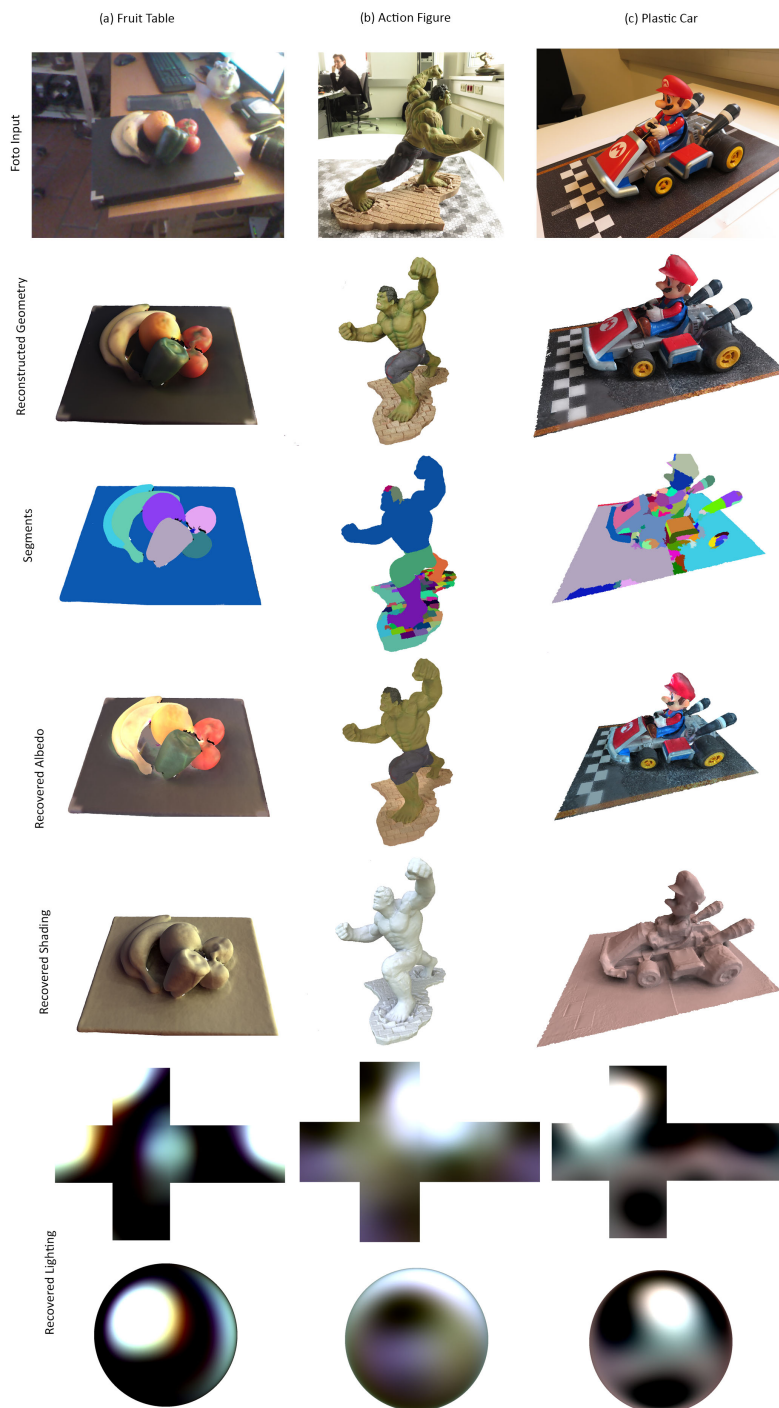 (a) Fruit Table
(b) Action Figure
(c) Plastic Car
Foto Input
Reconstructed Geometry
Segments
Recovered Albedo
Recovered Shading
Recovered Lighting
M
M